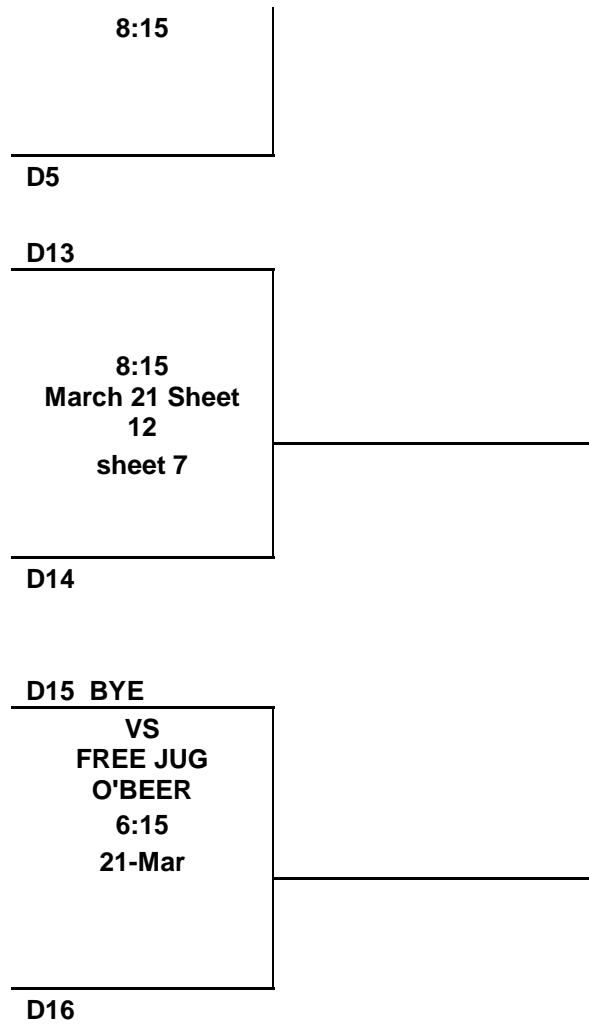 8:15
D5
D13
8:15
March 21 Sheet
12
sheet 7
D14
D15 BYE
VS
FREE JUG
O'BEER
6:15
21-Mar
D16